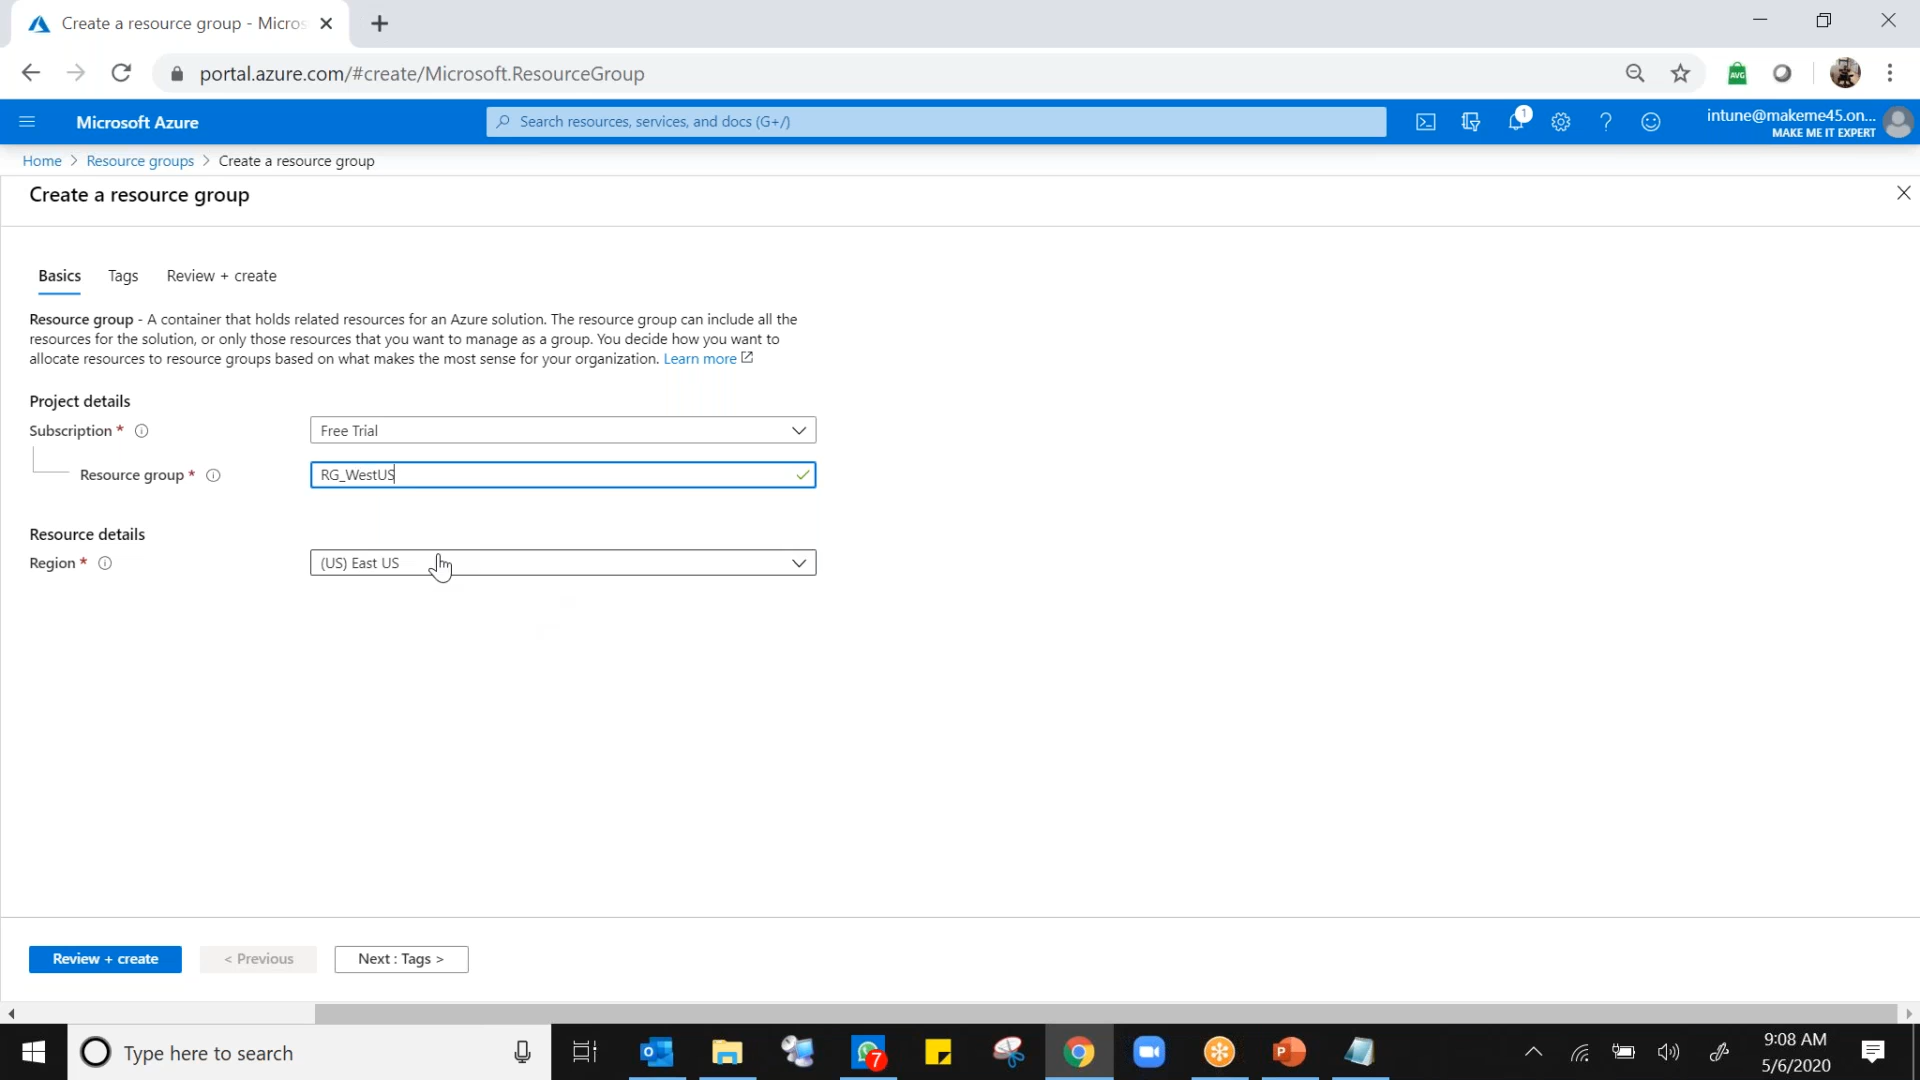 Create a resource group - Micros
portal.azure.com/#create/Microsoft.ResourceGroup
AVG
Microsoft Azure
Search resources, services, and docs (G+/)
1
intune@makeme45.on...
MAKE ME IT EXPERT
Home > Resource groups > Create a resource group
Create a resource group
Basics Tags Review + create
Resource group - A container that holds related resources for an Azure solution. The resource group can include all the
resources for the solution, or only those resources that you want to manage as a group. You decide how you want to
allocate resources to resource groups based on what makes the most sense for your organization. Learn more
Project details
Subscription * Free Trial
Resource group * RG_WestUS
Resource details
Region * (US) East US
Review + create < Previous Next : Tags >
Type here to search
7
9:08 AM
5/6/2020